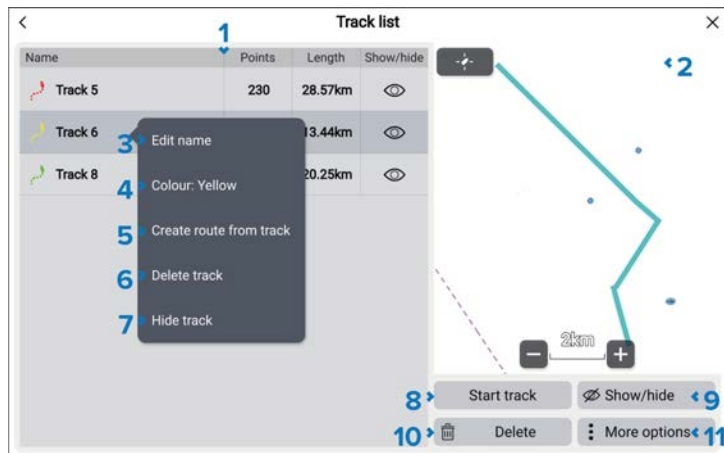 Track list
1
Name Points Length Show/hide
2
Track 5 230 28.57km
Track 6 13.44km
3 Edit name
Track 8 20.25km
4 Colour: Yellow
5 Create route from track
6 Delete track
7 Hide track
2km
8 Start track
Show/hide 9
10 Delete
More options 11